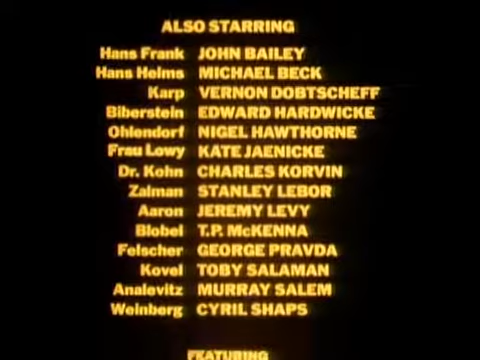 ALSO STARRING
Hans Frank JOHN BAILEY
Hans Helms MICHAEL BECK
Karp VERNON DOBTSCHEFF
Biberstein EDWARD HARDWICKE
Ohlendorf NIGEL HAWTHORNE
Frau Lowy KATE JAENICKE
Dr. Kohn CHARLES KORVIN
Zalman STANLEY LEBOR
Aaron JEREMY LEVY
Blobel T.P. McKENNA
Felscher GEORGE PRAVDA
Kovel TOBY SALAMAN
Analevitz MURRAY SALEM
Weinberg CYRIL SHAPS
FEATURING